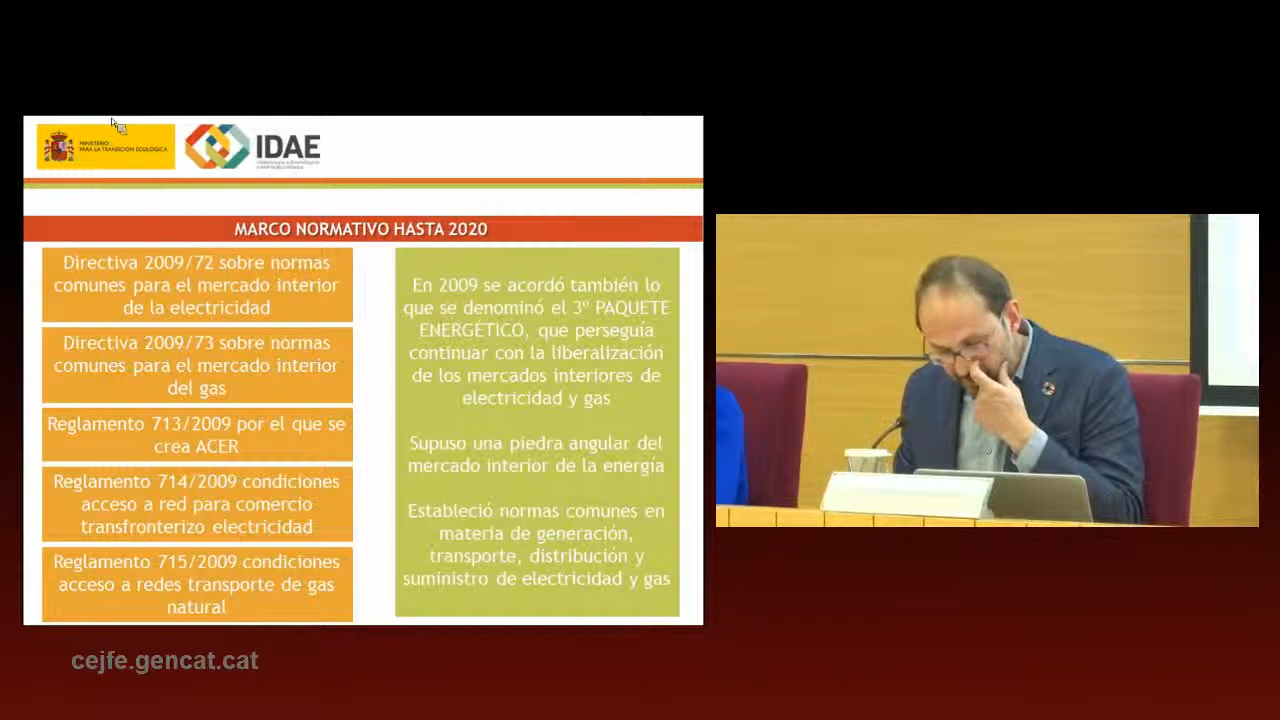 MINISTERIO
PARA LA TRANSICIÓN ECOLÓGICA
IDAE
MARCO NORMATIVO HASTA 2020
Directiva 2009/72 sobre normas
comunes para el mercado interior
de la electricidad
Directiva 2009/73 sobre normas
comunes para el mercado interior
del gas
Reglamento 713/2009 por el que se
crea ACER
Reglamento 714/2009 condiciones
acceso a red para comercio
transfronterizo electricidad
Reglamento 715/2009 condiciones
acceso a redes transporte de gas
natural
En 2009 se acordó también lo
que se denominó el 3º PAQUETE
ENERGÉTICO, que perseguía
continuar con la liberalización
de los mercados interiores de
electricidad y gas
Supuso una piedra angular del
mercado interior de la energía
Estableció normas comunes en
materia de generación,
transporte, distribución y
suministro de electricidad y gas
cejfe.gencat.cat